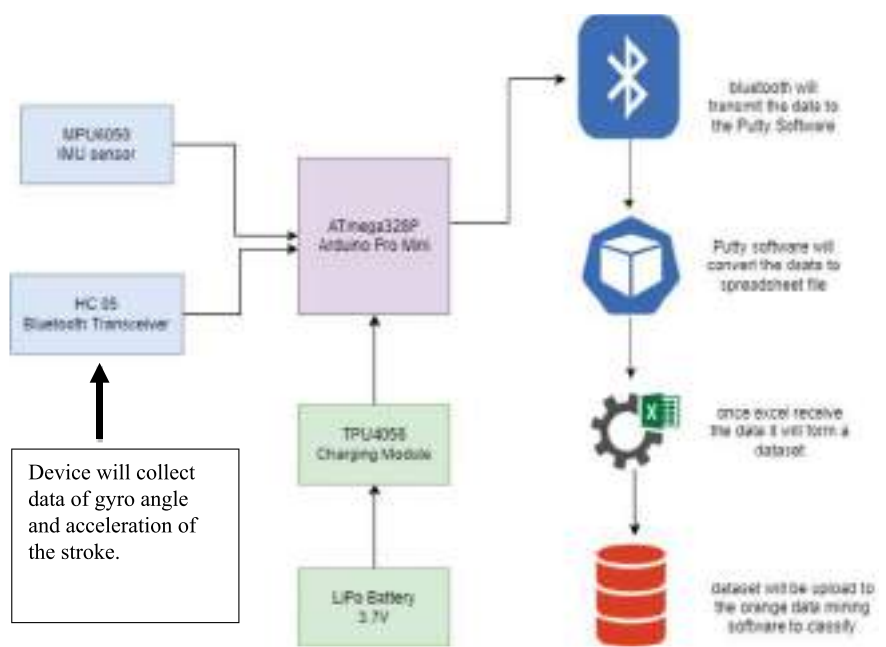 MPU6050
IMU sensor
HC 05
Bluetooth Transceiver
Device will collect
data of gyro angle
and acceleration of
the stroke.
ATmega328P
Arduino Pro Mini
TPU4056
Charging Module
LiPo Battery
3.7V
bluetooth will
transmit the data to
the Putty Software
Putty software will
convert the daata to
spreadsheet file
X
once excel receive
the data it will form a
dataset
dataset will be upload to
the orange data mining
software to classify